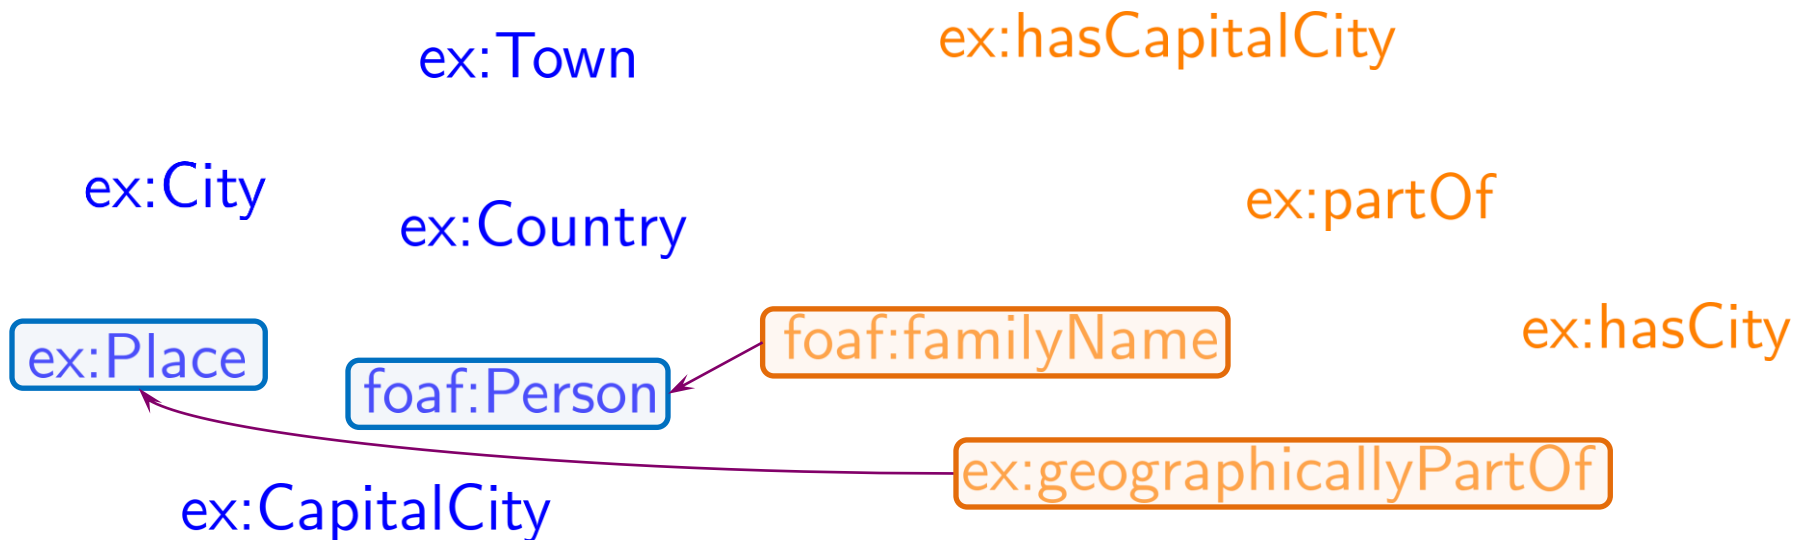 ex:hasCapitalCity
ex:Town
ex:City
ex:partOf
ex:Country
ex:hasCity
foaf:familyName
ex:Place
foaf:Person
ex:geographicallyPartOf
ex:CapitalCity